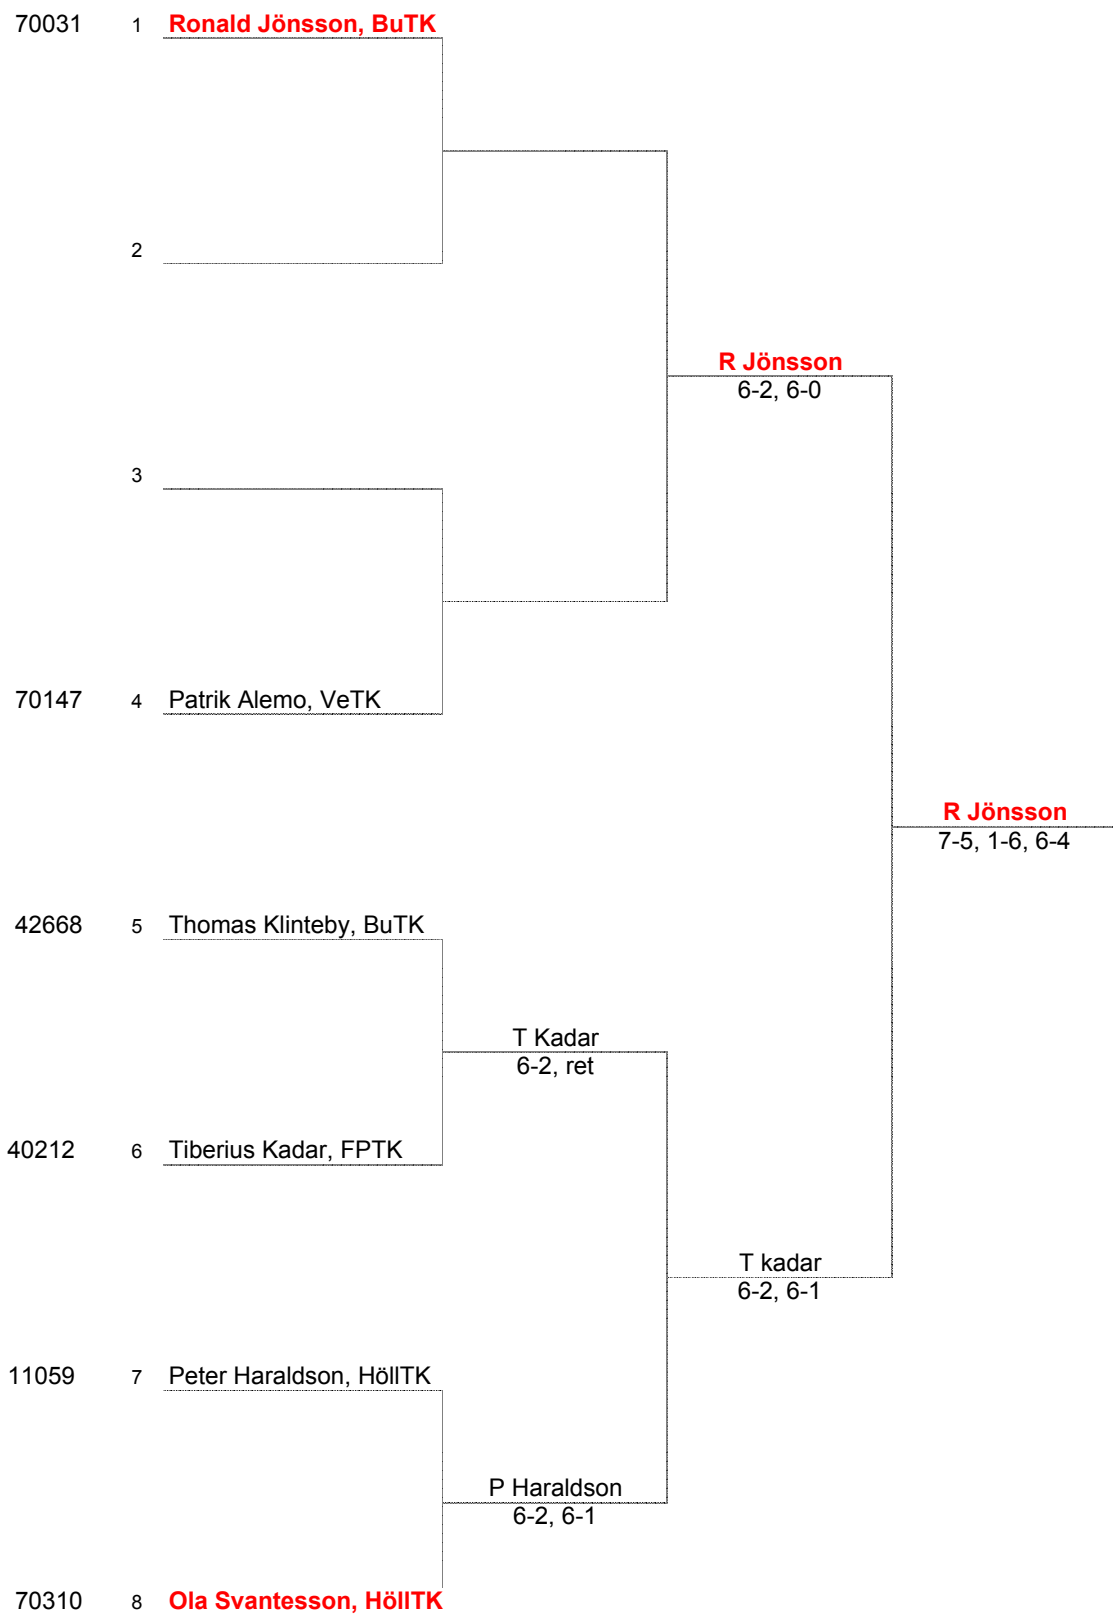 70031 1 Ronald Jönsson, BuTK
2
R Jönsson
6-2, 6-0
3
70147 4 Patrik Alemo, VeTK
R Jönsson
7-5, 1-6, 6-4
42668 5 Thomas Klinteby, BuTK
T Kadar
6-2, ret
40212 6 Tiberius Kadar, FPTK
T kadar
6-2, 6-1
11059 7 Peter Haraldson, HöllTK
P Haraldson
6-2, 6-1
70310 8 Ola Svantesson, HöllTK